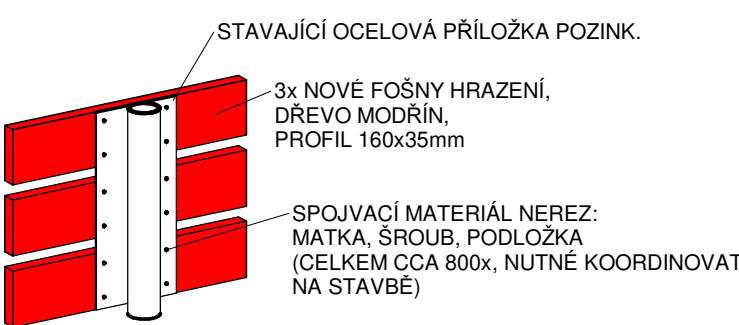 STAVAJÍCÍ OCELOVÁ PŘÍLOŽKA POZINK.
3x NOVÉ FOŠNY HRAZENÍ,
DŘEVO MODŘÍN,
PROFIL 160x35mm
SPOJVACÍ MATERIÁL NEREZ:
MATKA, ŠROUB, PODLOŽKA
(CELKEM CCA 800x, NUTNÉ KOORDINOVAT
NA STAVBĚ)